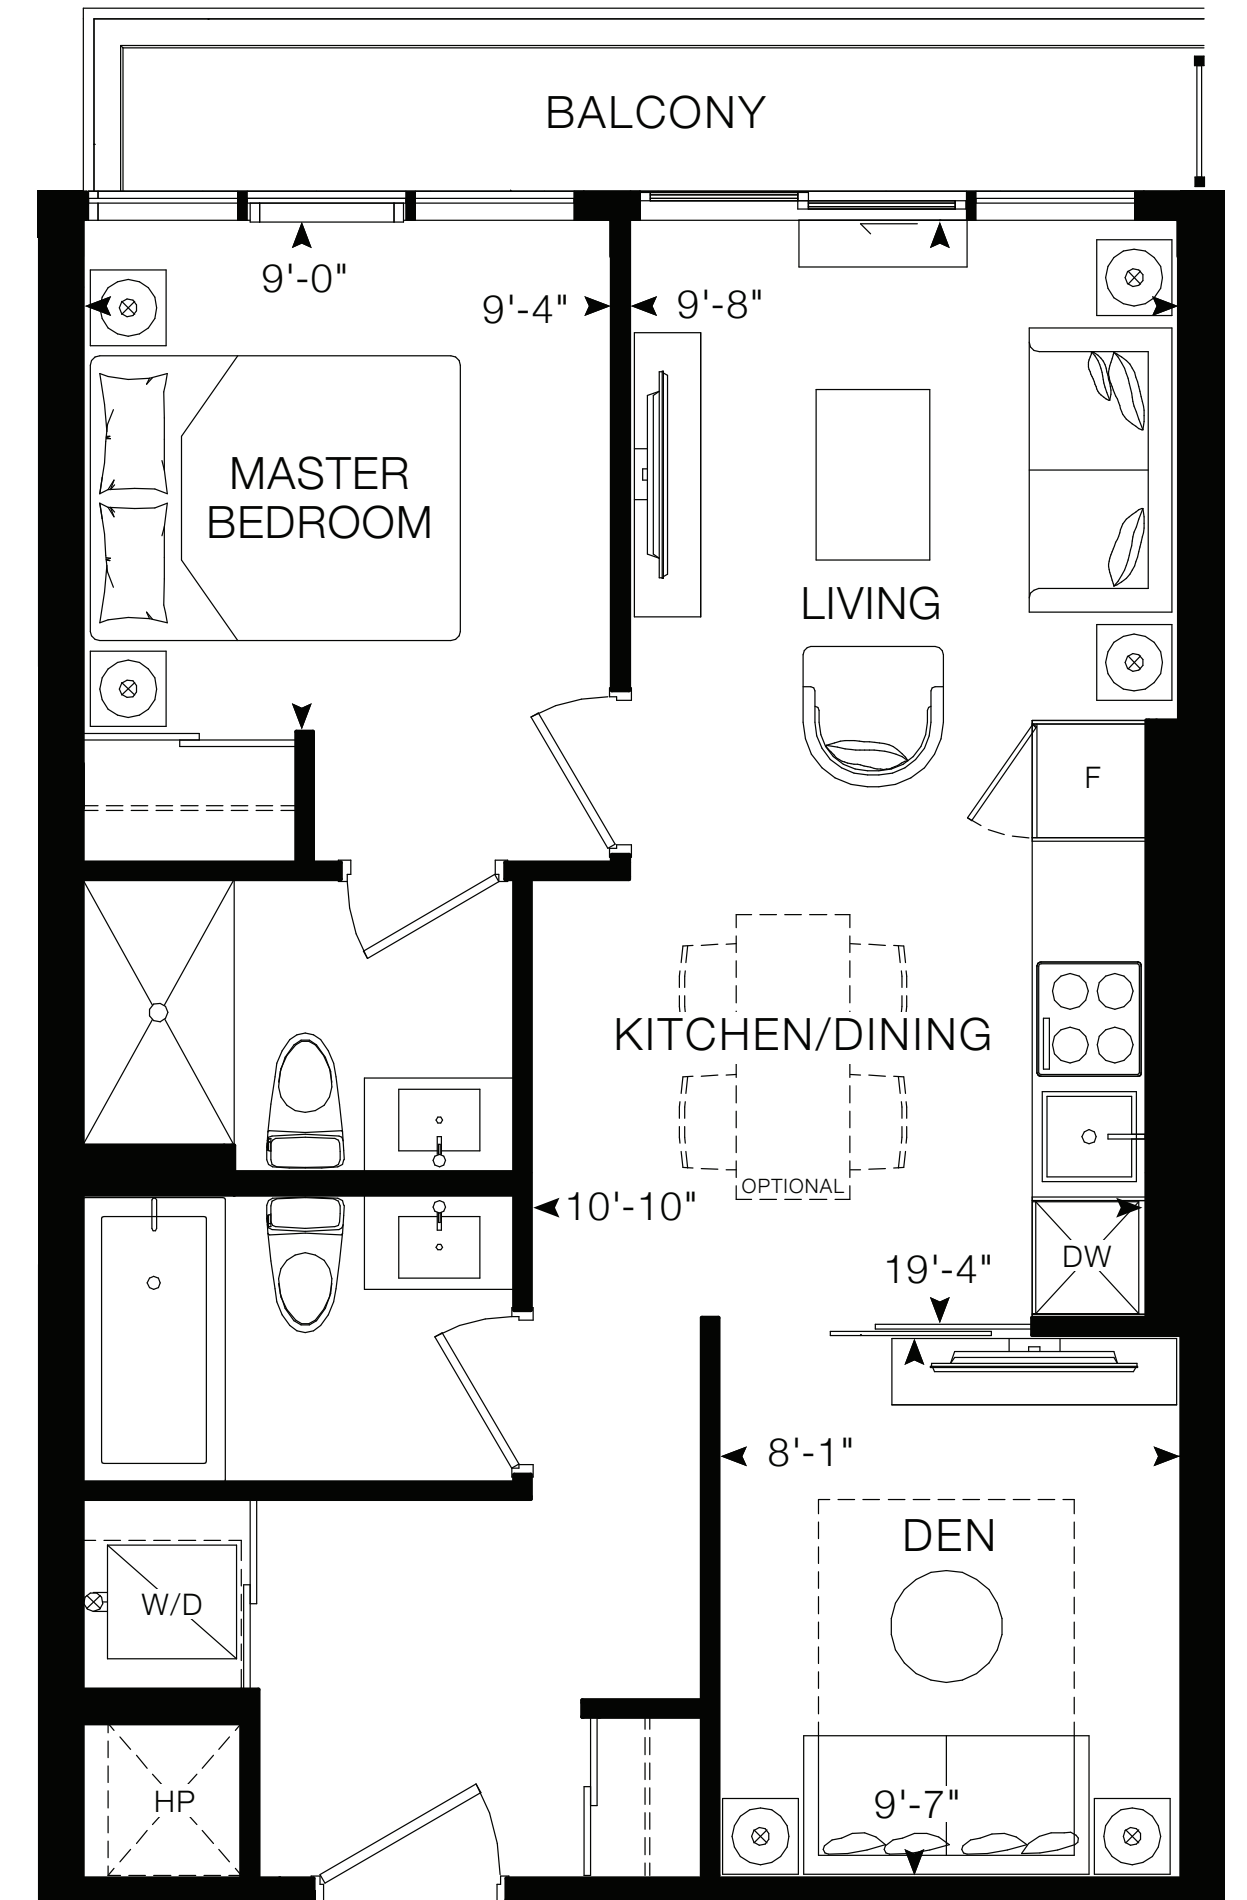 BALCONY
9'-0"
9'-4"
9'-8"
MASTER
BEDROOM
LIVING
F
KITCHEN/DINING
OPTIONAL
10'-10"
DW
19'-4"
8'-1"
DEN
W/D
HP
9'-7"